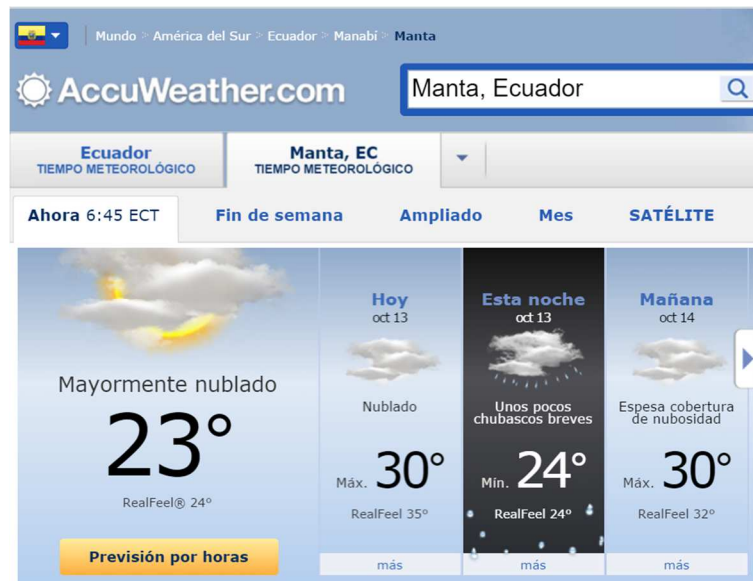 Mundo > América del Sur > Ecuador > Manabí > Manta
AccuWeather.com
Manta, Ecuador
Ecuador
TIEMPO METEOROLÓGICO
Manta, EC
TIEMPO METEOROLÓGICO
Ahora 6:45 ECT
Fin de semana
Ampliado
Mes
SATÉLITE
Mayormente nublado
23°
RealFeel® 24°
Previsión por horas
Hoy
oct 13
Nublado
Máx. 30°
RealFeel 35°
más
Esta noche
oct 13
Unos pocos
chubascos breves
Mín. 24°
RealFeel 24°
más
Mañana
oct 14
Espesa cobertura
de nubosidad
Máx. 30°
RealFeel 32°
más